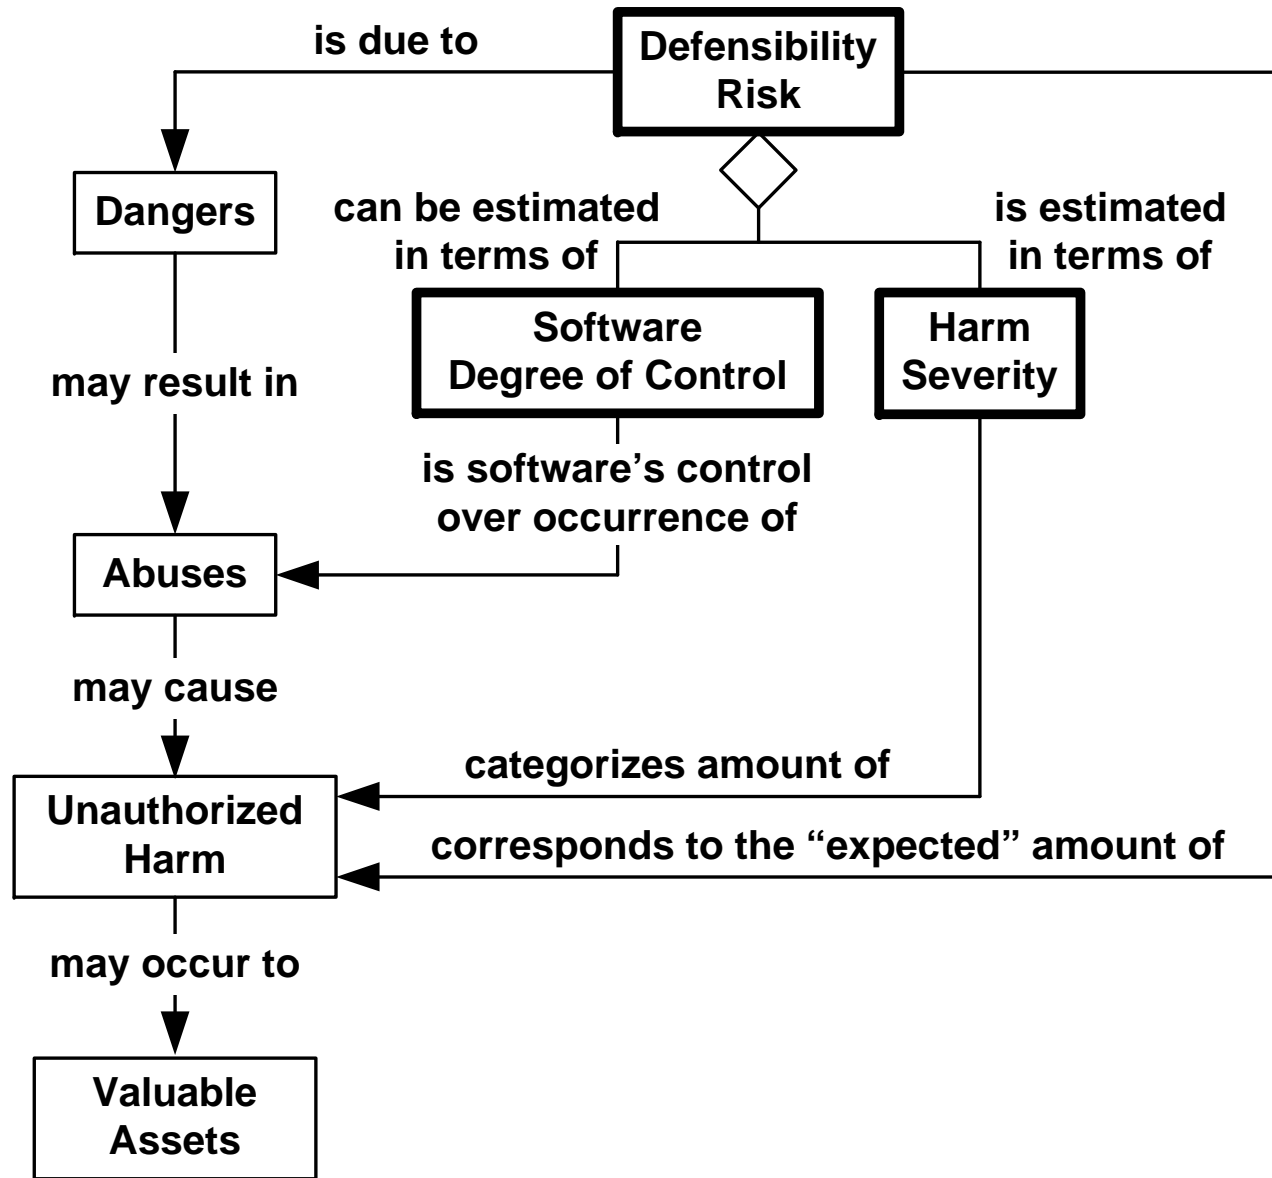 is due to
Defensibility
Risk
Dangers
can be estimated
in terms of
is estimated
in terms of
Software
Degree of Control
Harm
Severity
may result in
is software’s control
over occurrence of
Abuses
may cause
categorizes amount of
Unauthorized
Harm
corresponds to the “expected” amount of
may occur to
Valuable
Assets